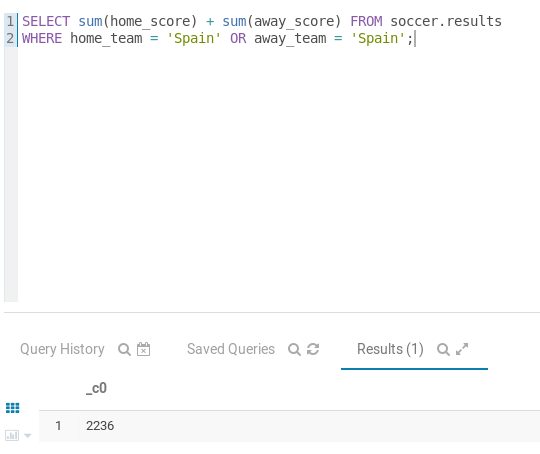 1 SELECT sum(home_score) + sum(away_score) FROM soccer.results
2 WHERE home_team = 'Spain' OR away_team = 'Spain';
Query History Saved Queries Results (1)
_c0
1 2236